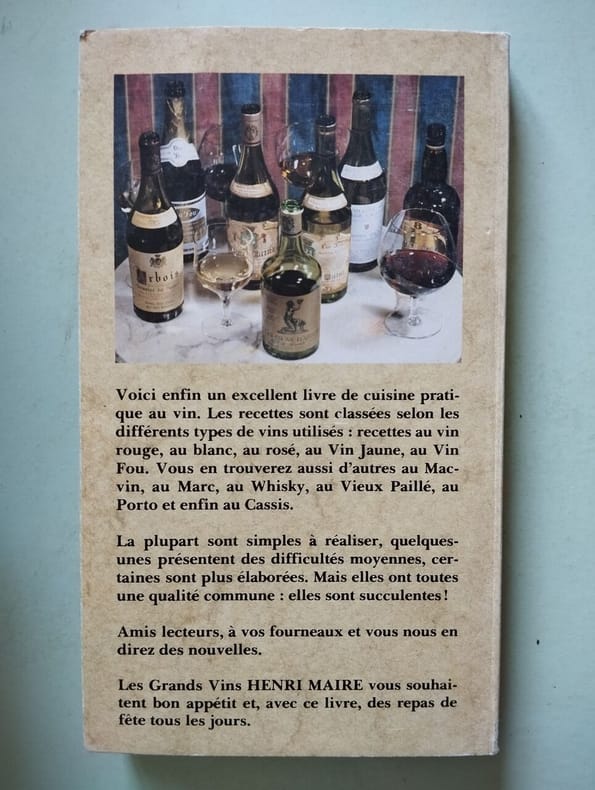 Arbois
Voici enfin un excellent livre de cuisine prati-
que au vin. Les recettes sont classées selon les
différents types de vins utilisés : recettes au vin
rouge, au blanc, au rosé, au Vin Jaune, au Vin
Fou. Vous en trouverez aussi d'autres au Mac-
vin, au Marc, au Whisky, au Vieux Paillé, au
Porto et enfin au Cassis.
La plupart sont simples à réaliser, quelques-
unes présentent des difficultés moyennes, cer-
taines sont plus élaborées. Mais elles ont toutes
une qualité commune : elles sont succulentes !
Amis lecteurs, à vos fourneaux et vous nous en
direz des nouvelles.
Les Grands Vins HENRI MAIRE vous souhai-
tent bon appétit et, avec ce livre, des repas de
fête tous les jours.